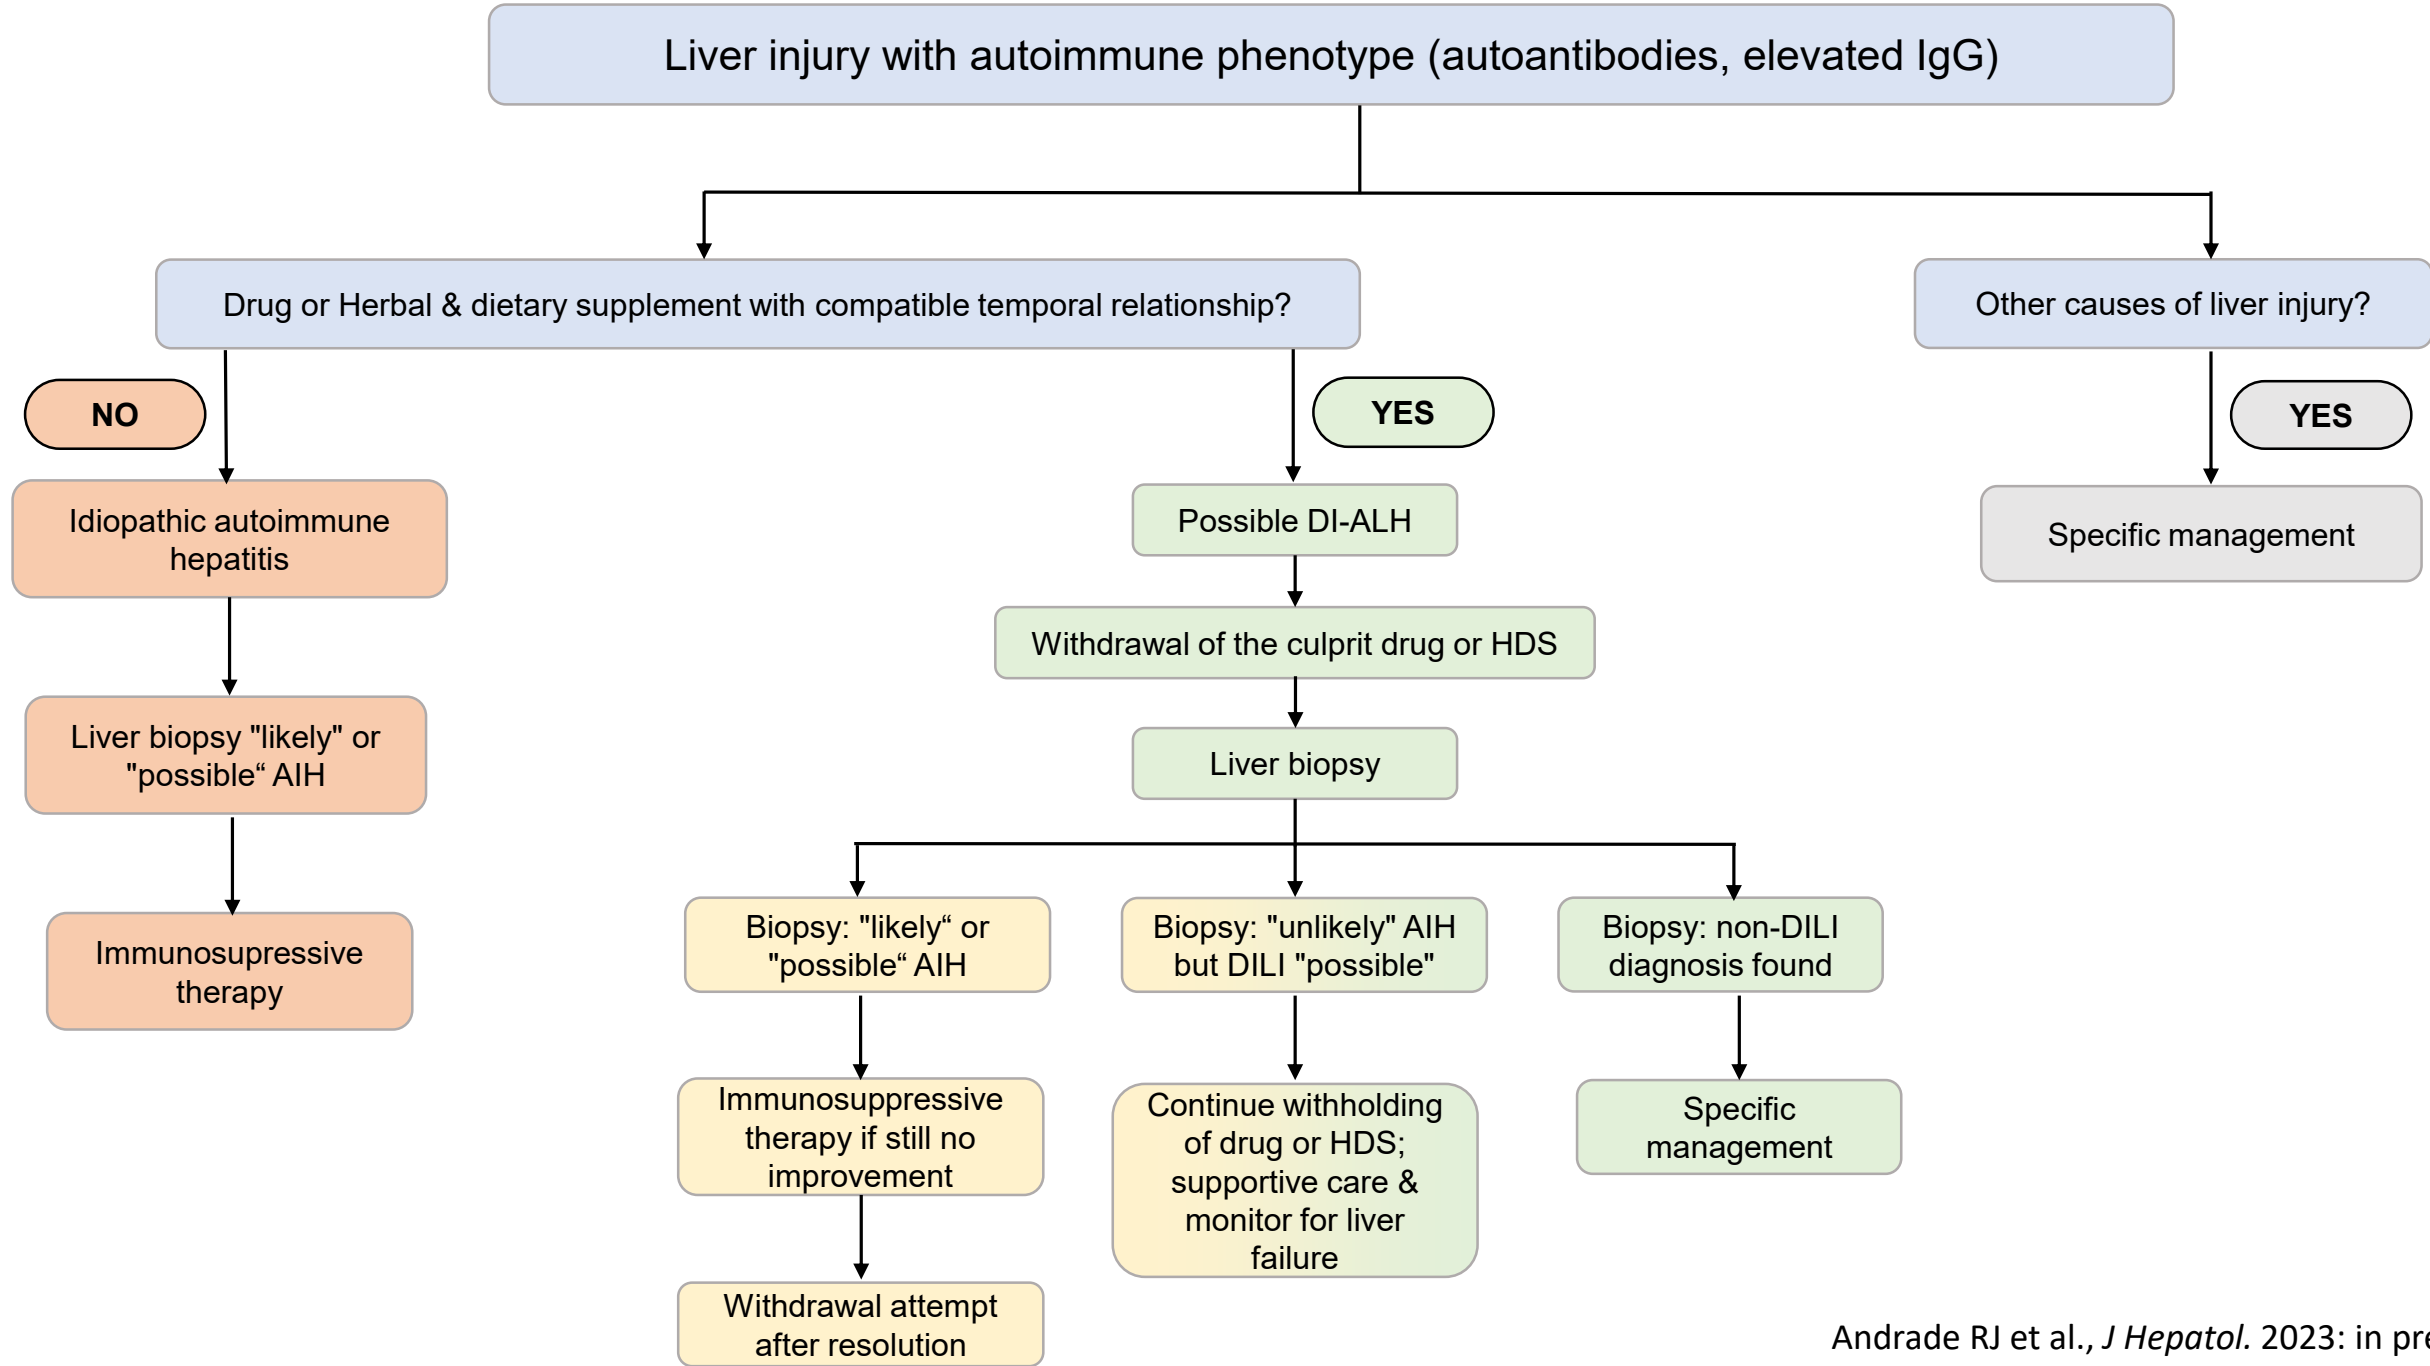 Liver injury with autoimmune phenotype (autoantibodies, elevated IgG)
Drug or Herbal & dietary supplement with compatible temporal relationship?
Other causes of liver injury?
NO
YES
YES
Idiopathic autoimmune
hepatitis
Possible DI-ALH
Specific management
Withdrawal of the culprit drug or HDS
Liver biopsy "likely" or
"possible“ AIH
Liver biopsy
Immunosupressive
therapy
Biopsy: "likely“ or
"possible“ AIH
Biopsy: "unlikely" AIH
but DILI "possible"
Biopsy: non-DILI
diagnosis found
Immunosuppressive
therapy if still no
improvement
Continue withholding
of drug or HDS;
supportive care &
monitor for liver
failure
Specific
management
Withdrawal attempt
after resolution
Andrade RJ et al., J Hepatol. 2023: in pre